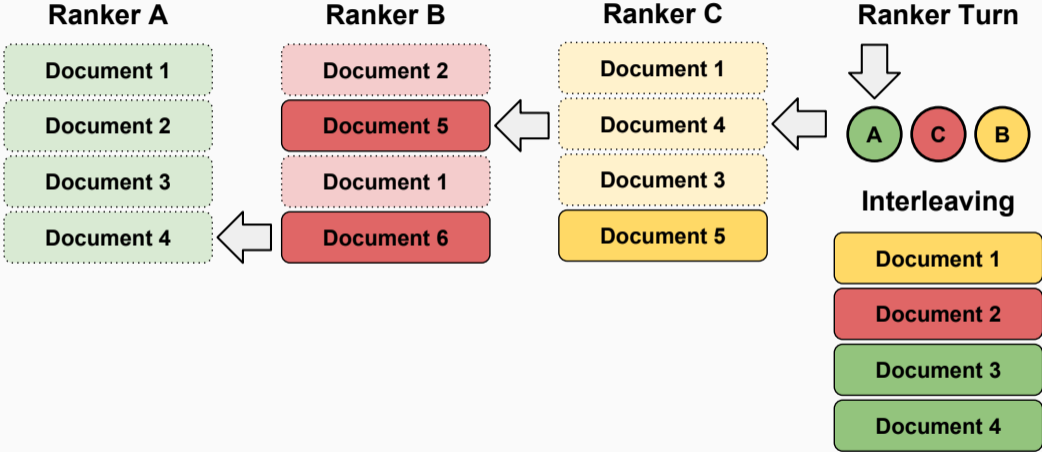 Ranker A
Document 1
Document 2
Document 3
Document 4
Ranker B
Document 2
Document 5
Document 1
Document 6
Ranker C
Document 1
Document 4
Document 3
Document 5
Ranker Turn
A C B
Interleaving
Document 1
Document 2
Document 3
Document 4